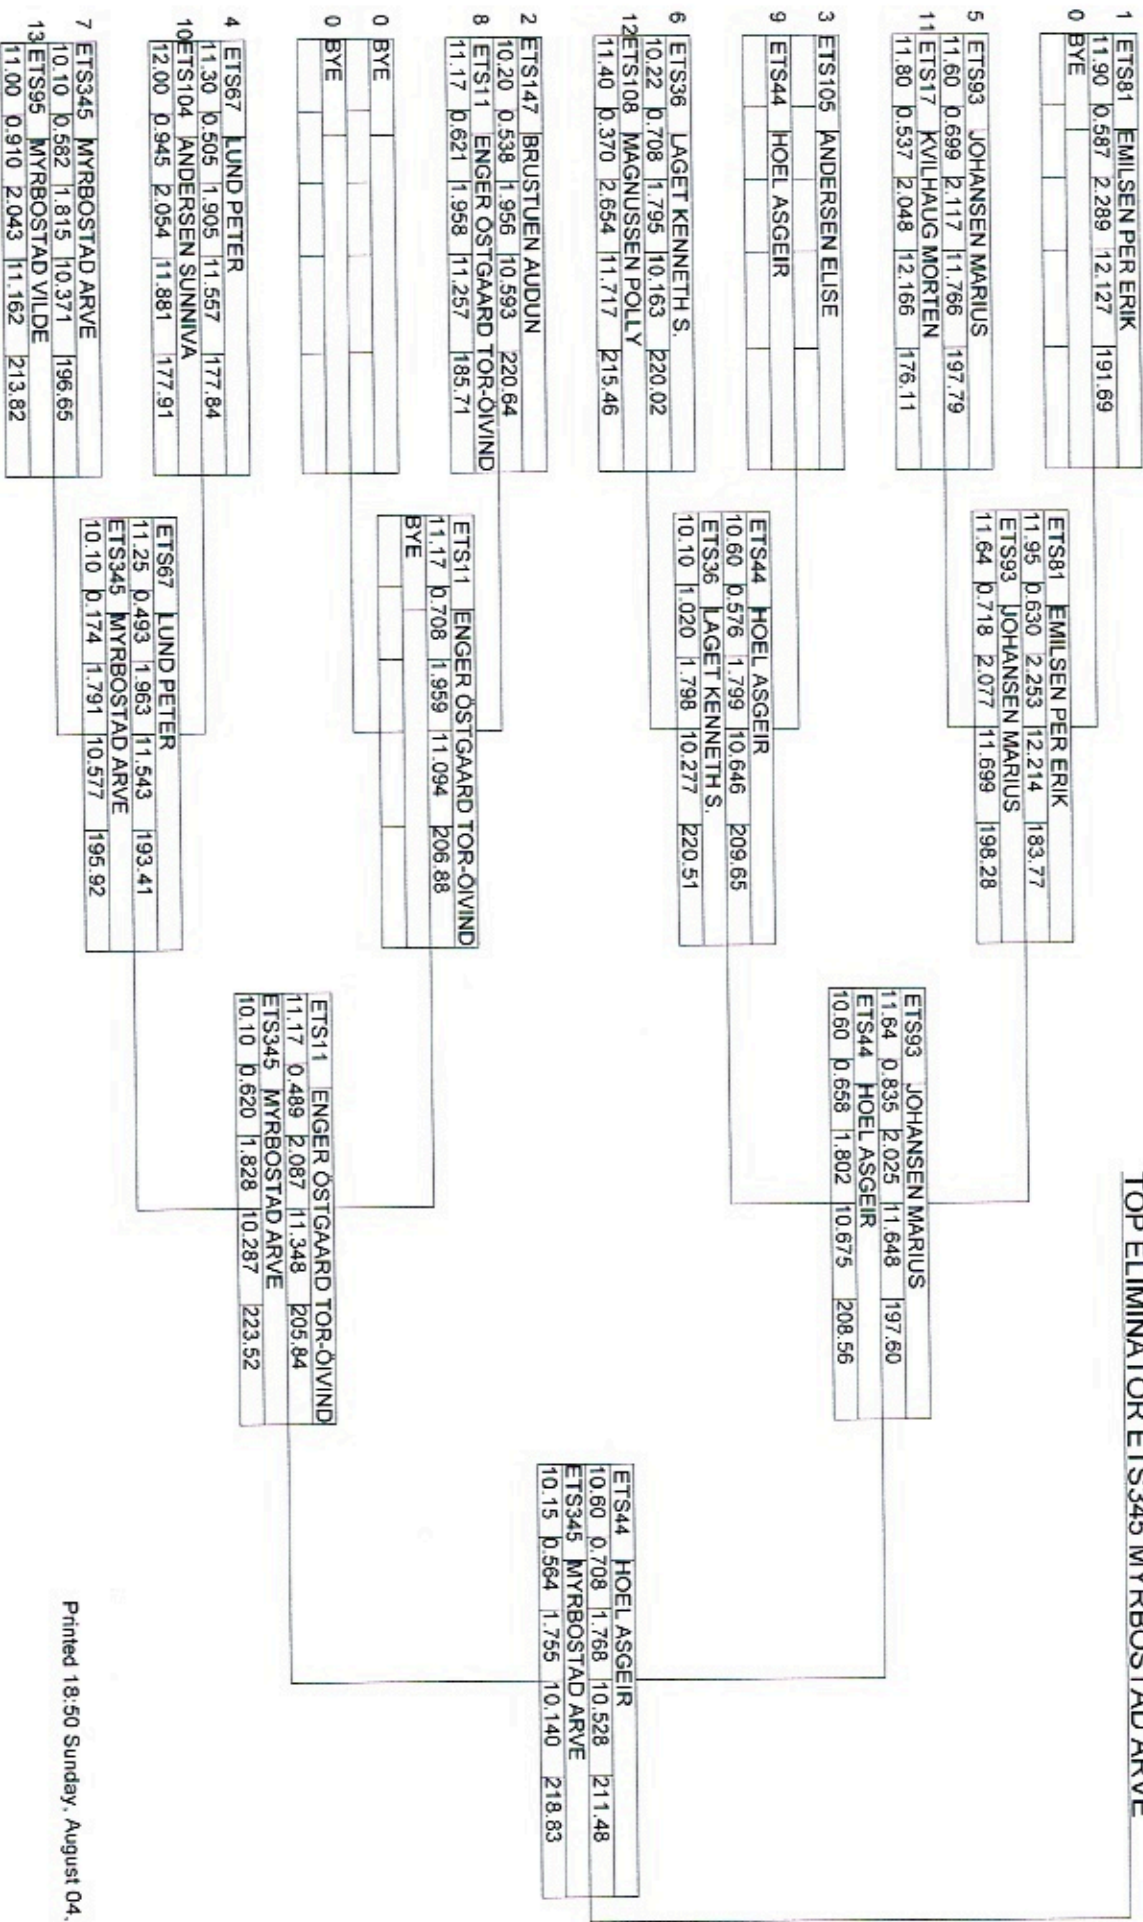 TOP ELIMINATOR ETS345 MYRBOSTAD ARVE
1 ETS81 EMILSEN PER ERIK
11.90 0.587 2.289 12.127 191.69
0 BYE
5 ETS93 JOHANSEN MARIUS
11.60 0.699 2.117 11.766 197.79
11 ETS17 KVILHAUG MORTEN
11.80 0.537 2.048 12.166 176.11
3 ETS105 ANDERSEN ELISE
9 ETS44 HOEL ASGEIR
6 ETS36 LAGET KENNETH S.
10.22 0.708 1.795 10.163 220.02
12 ETS108 MAGNUSSEN POLLY
11.40 0.370 2.654 11.717 215.46
2 ETS147 BRUSTUEN AUDUN
10.20 0.538 1.956 10.593 220.64
8 ETS11 ENGER ÖSTGAARD TOR-ÖIVIND
11.17 0.621 1.958 11.257 185.71
0 BYE
0 BYE
4 ETS67 LUND PETER
11.30 0.505 1.905 11.557 177.84
10 ETS104 ANDERSEN SUNNIVA
12.00 0.945 2.054 11.881 177.91
7 ETS345 MYRBOSTAD ARVE
10.10 0.582 1.815 10.371 196.65
13 ETS95 MYRBOSTAD VILDE
11.00 0.910 2.043 11.162 213.82
ETS81 EMILSEN PER ERIK
11.95 0.630 2.253 12.214 183.77
ETS93 JOHANSEN MARIUS
11.64 0.718 2.077 11.699 198.28
ETS44 HOEL ASGEIR
10.60 0.576 1.799 10.646 209.65
ETS36 LAGET KENNETH S.
10.10 1.020 1.798 10.277 220.51
ETS11 ENGER ÖSTGAARD TOR-ÖIVIND
11.17 0.708 1.959 11.094 206.88
BYE
ETS67 LUND PETER
11.25 0.493 1.963 11.543 193.41
ETS345 MYRBOSTAD ARVE
10.10 0.174 1.791 10.577 195.92
ETS93 JOHANSEN MARIUS
11.64 0.835 2.025 11.648 197.60
ETS44 HOEL ASGEIR
10.60 0.658 1.802 10.675 208.56
ETS11 ENGER ÖSTGAARD TOR-ÖIVIND
11.17 0.489 2.087 11.348 205.84
ETS345 MYRBOSTAD ARVE
10.10 0.620 1.828 10.287 223.52
ETS44 HOEL ASGEIR
10.60 0.708 1.768 10.528 211.48
ETS345 MYRBOSTAD ARVE
10.15 0.564 1.755 10.140 218.83
Printed 18:50 Sunday, August 04,